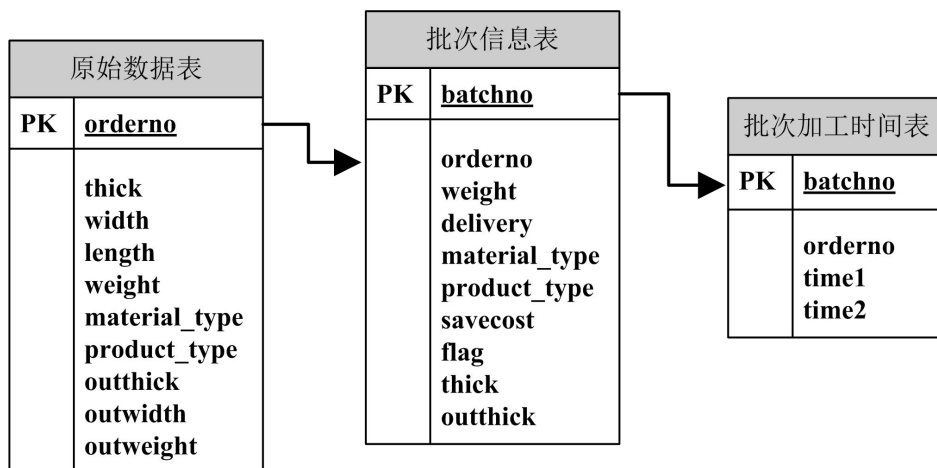 原始数据表
PK orderno
thick
width
length
weight
material_type
product_type
outthick
outwidth
outweight
批次信息表
PK batchno
orderno
weight
delivery
material_type
product_type
savecost
flag
thick
outthick
批次加工时间表
PK batchno
orderno
time1
time2